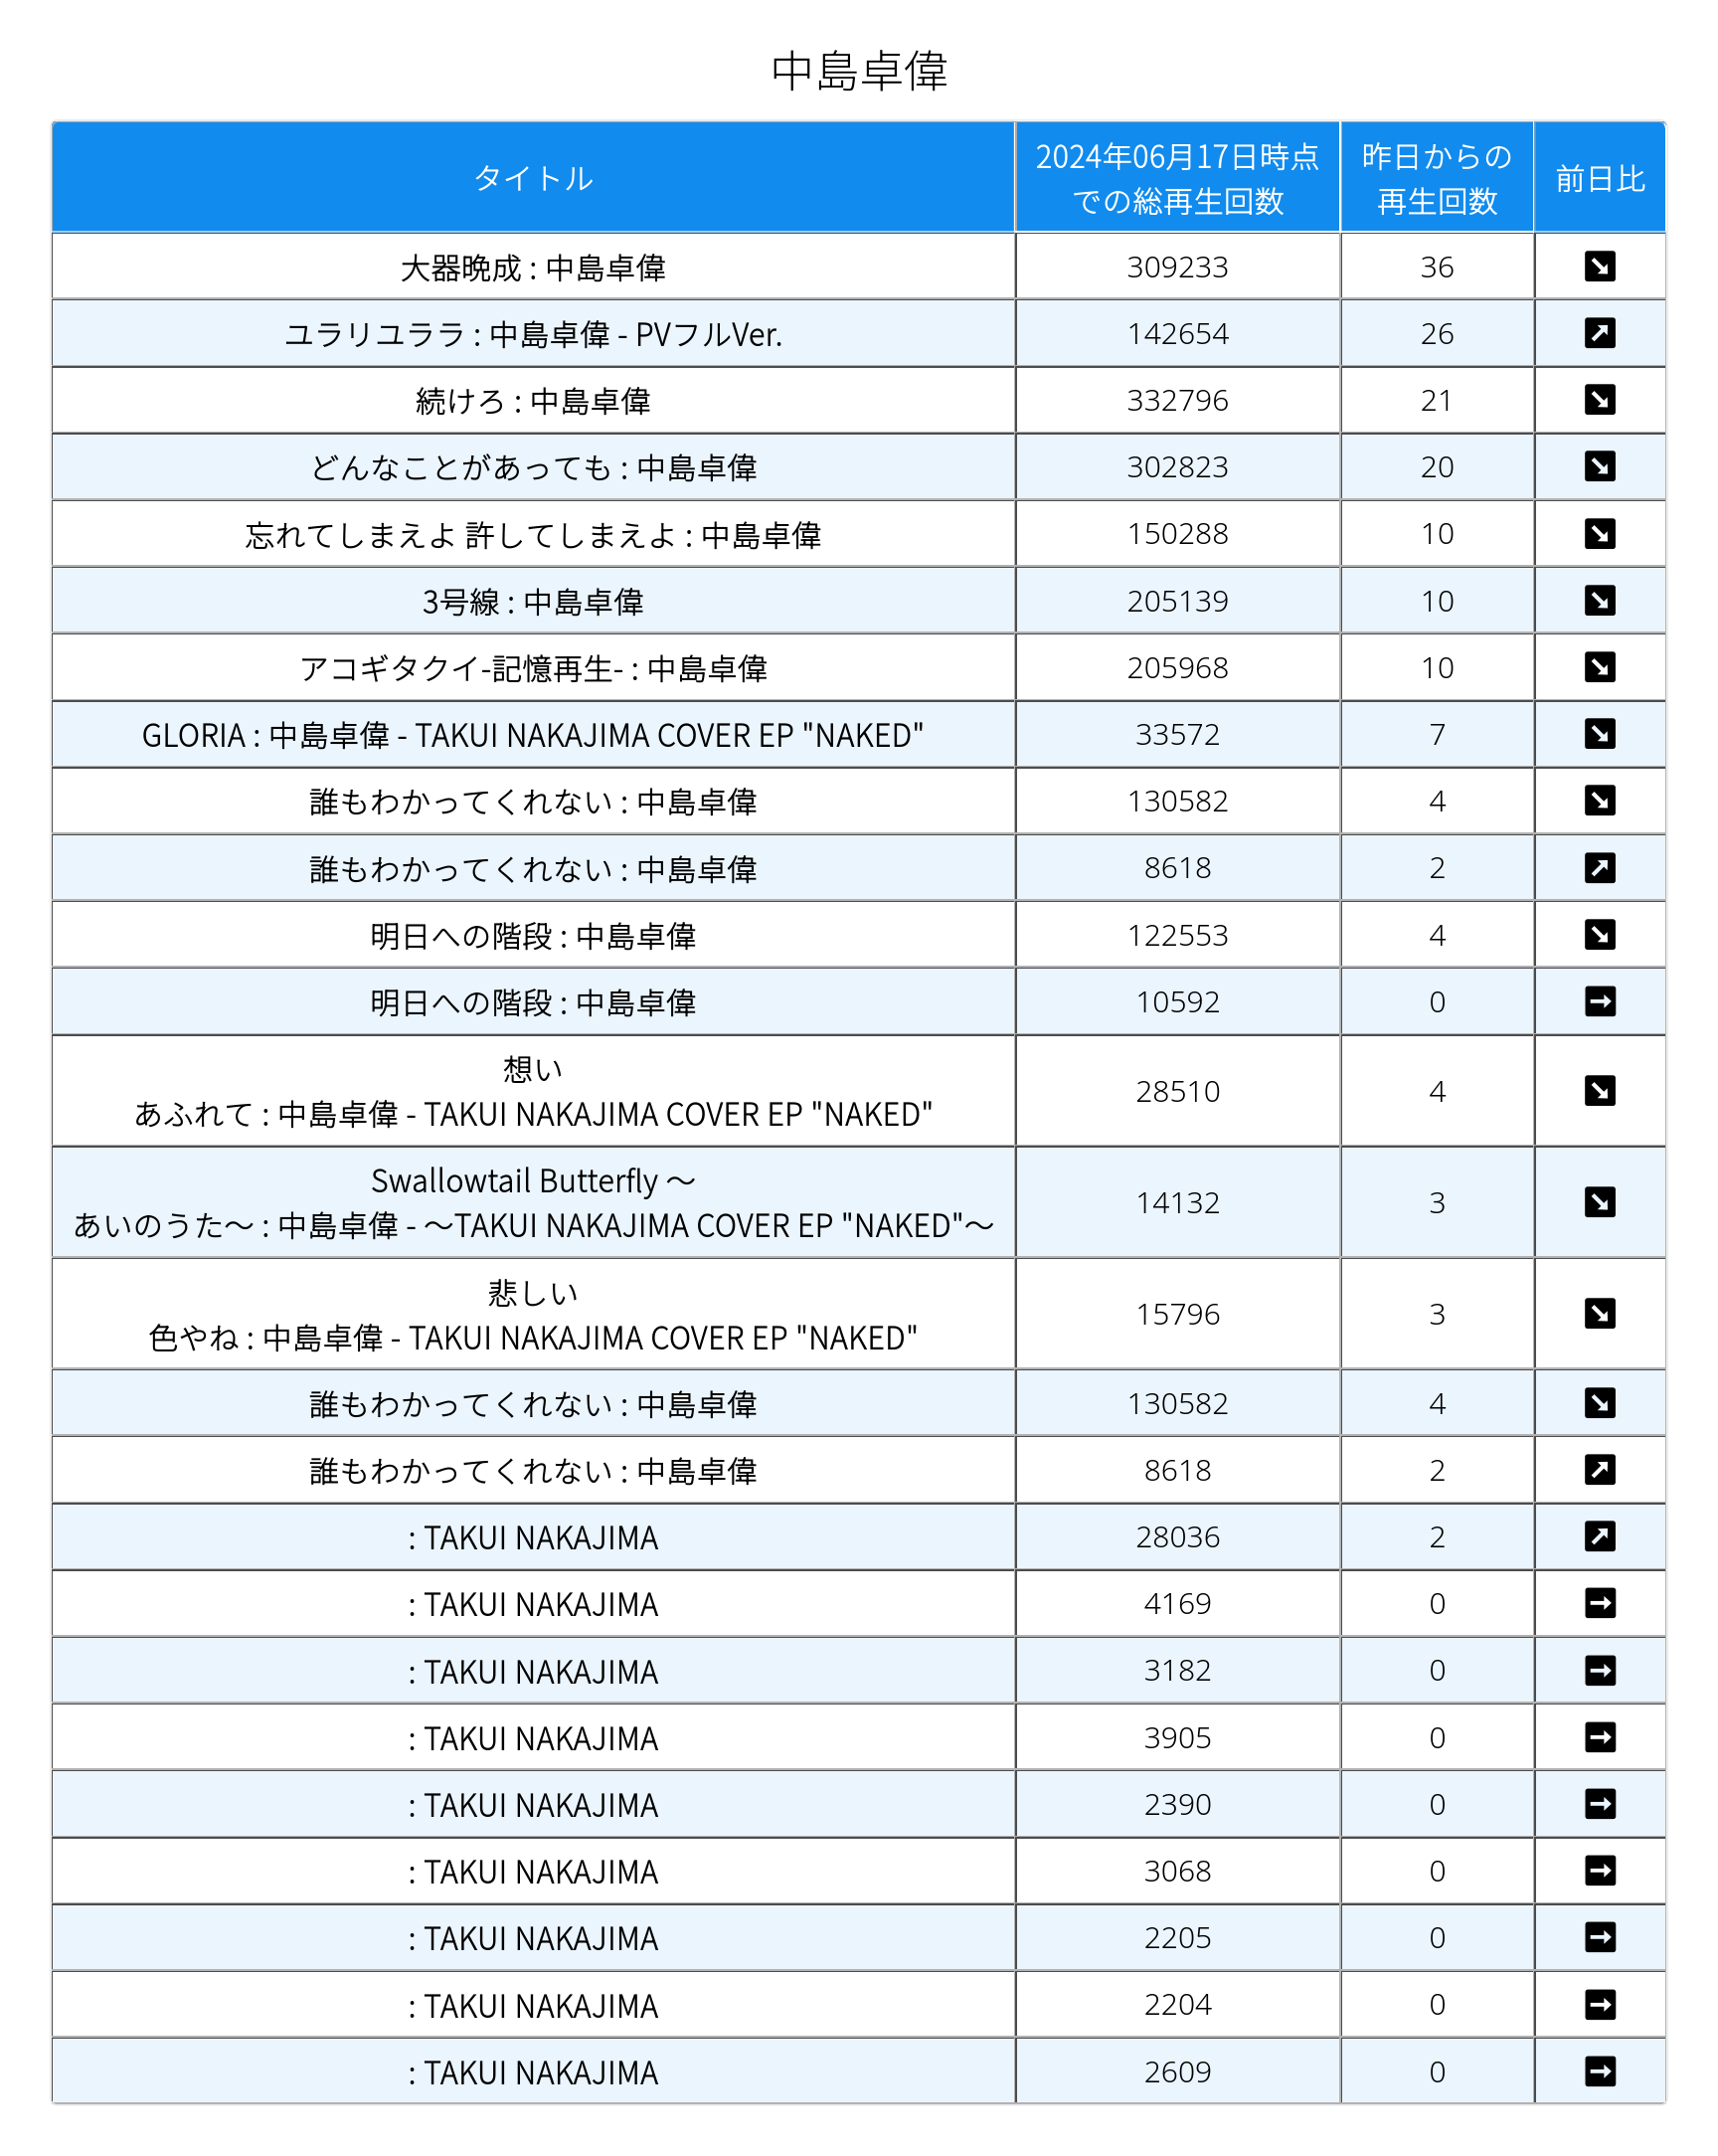 中島卓偉
タイトル
2024年06月17日時点
での総再生回数
昨日からの
再生回数
前日比
大器晩成 : 中島卓偉 309233 36
ユラリユララ : 中島卓偉 - PVフルVer. 142654 26
続けろ : 中島卓偉 332796 21
どんなことがあっても : 中島卓偉 302823 20
忘れてしまえよ 許してしまえよ : 中島卓偉 150288 10
3号線 : 中島卓偉 205139 10
アコギタクイ-記憶再生- : 中島卓偉 205968 10
GLORIA : 中島卓偉 - TAKUI NAKAJIMA COVER EP "NAKED" 33572 7
誰もわかってくれない : 中島卓偉 130582 4
誰もわかってくれない : 中島卓偉 8618 2
明日への階段 : 中島卓偉 122553 4
明日への階段 : 中島卓偉 10592 0
想い
あふれて : 中島卓偉 - TAKUI NAKAJIMA COVER EP "NAKED" 28510 4
Swallowtail Butterfly 〜
あいのうた〜 : 中島卓偉 - 〜TAKUI NAKAJIMA COVER EP "NAKED"〜 14132 3
悲しい
色やね : 中島卓偉 - TAKUI NAKAJIMA COVER EP "NAKED" 15796 3
誰もわかってくれない : 中島卓偉 130582 4
誰もわかってくれない : 中島卓偉 8618 2
: TAKUI NAKAJIMA 28036 2
: TAKUI NAKAJIMA 4169 0
: TAKUI NAKAJIMA 3182 0
: TAKUI NAKAJIMA 3905 0
: TAKUI NAKAJIMA 2390 0
: TAKUI NAKAJIMA 3068 0
: TAKUI NAKAJIMA 2205 0
: TAKUI NAKAJIMA 2204 0
: TAKUI NAKAJIMA 2609 0